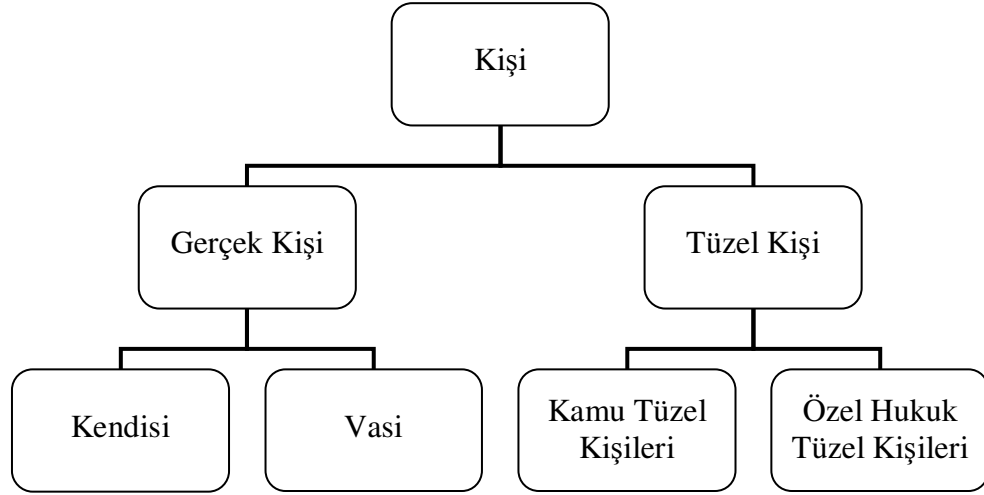 Kişi
Gerçek Kişi
Tüzel Kişi
Kendisi
Vasi
Kamu Tüzel
Kişileri
Özel Hukuk
Tüzel Kişileri